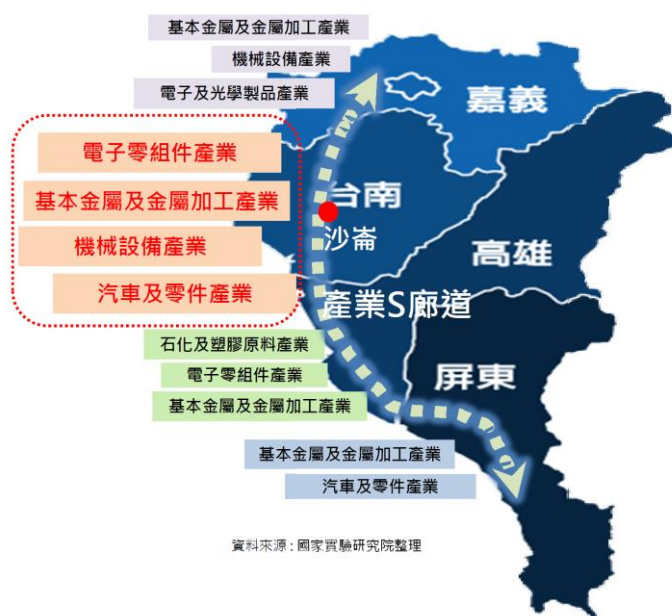 基本金屬及金屬加工產業
機械設備產業
電子及光學製品產業
嘉義
電子零組件產業
基本金屬及金屬加工產業
機械設備產業
汽車及零件產業
台南
沙崙
高雄
產業S廊道
石化及塑膠原料產業
電子零組件產業
基本金屬及金屬加工產業
屏東
基本金屬及金屬加工產業
汽車及零件產業
資料來源:國家實驗研究院整理